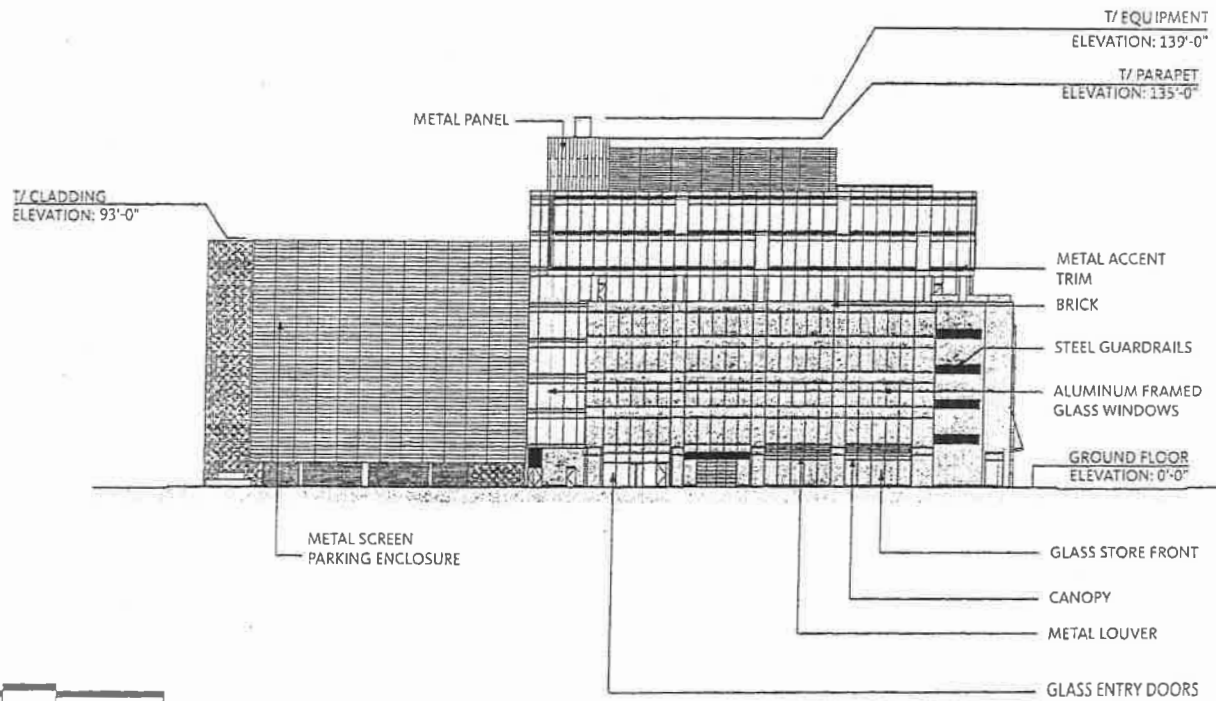 T/ EQUIPMENT
ELEVATION: 139'-0"
T/ PARAPET
ELEVATION: 135'-0"
METAL PANEL
T/ CLADDING
ELEVATION: 93'-0"
METAL ACCENT
TRIM
BRICK
STEEL GUARDRAILS
ALUMINUM FRAMED
GLASS WINDOWS
GROUND FLOOR
ELEVATION: 0'-0"
METAL SCREEN
PARKING ENCLOSURE
GLASS STORE FRONT
CANOPY
METAL LOUVER
GLASS ENTRY DOORS